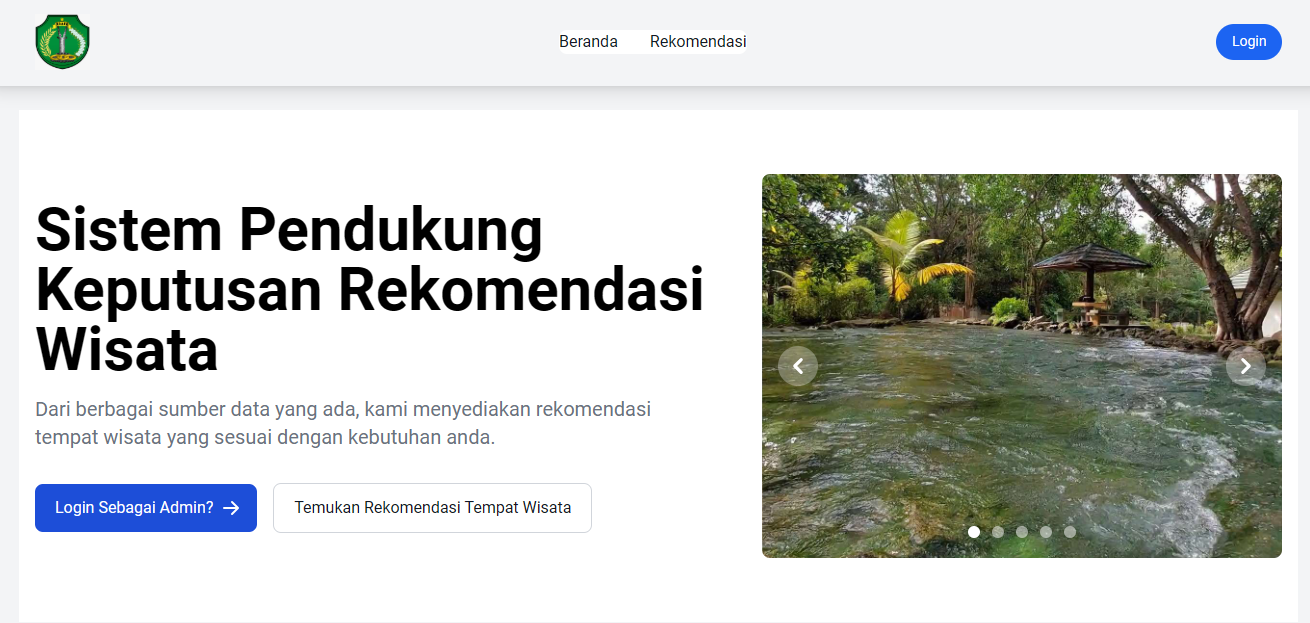 Beranda
Rekomendasi
Login
Sistem Pendukung
Keputusan Rekomendasi
Wisata
Dari berbagai sumber data yang ada, kami menyediakan rekomendasi
tempat wisata yang sesuai dengan kebutuhan anda.
Login Sebagai Admin?
Temukan Rekomendasi Tempat Wisata